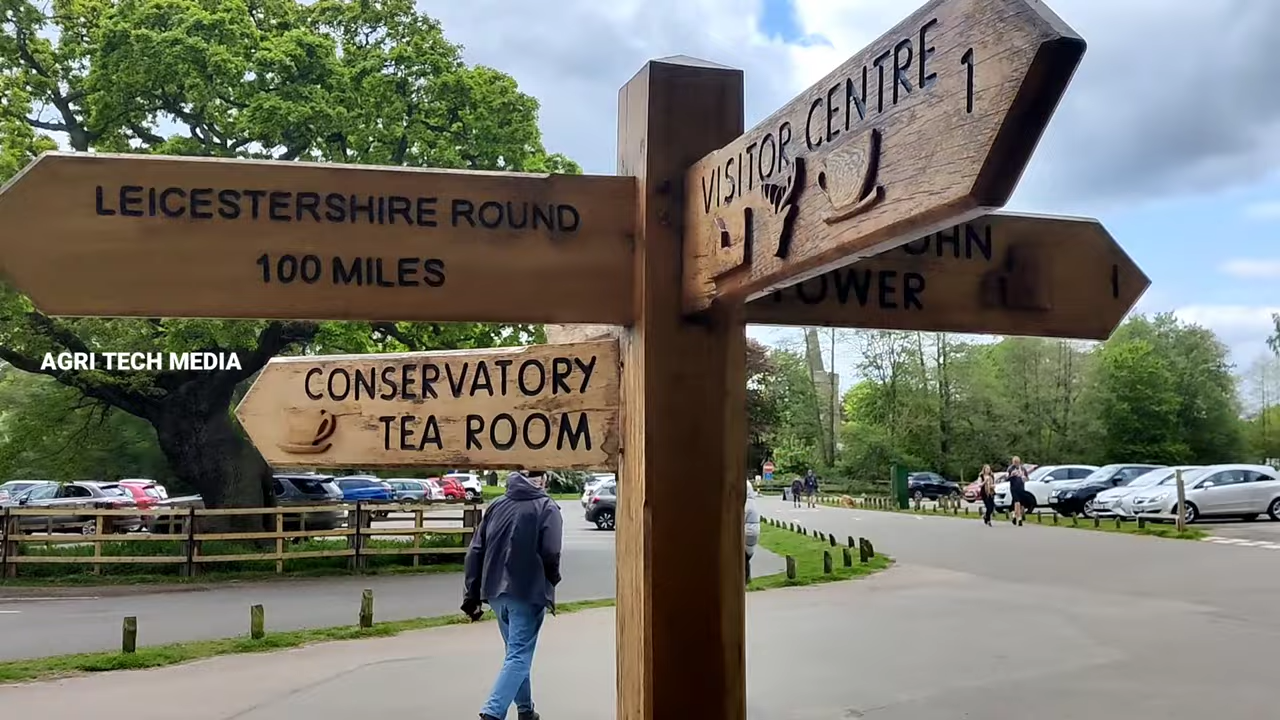 LEICESTERSHIRE ROUND
100 MILES
VISITOR CENTRE 1
TOWER 1
AGRI TECH MEDIA
CONSERVATORY
TEA ROOM